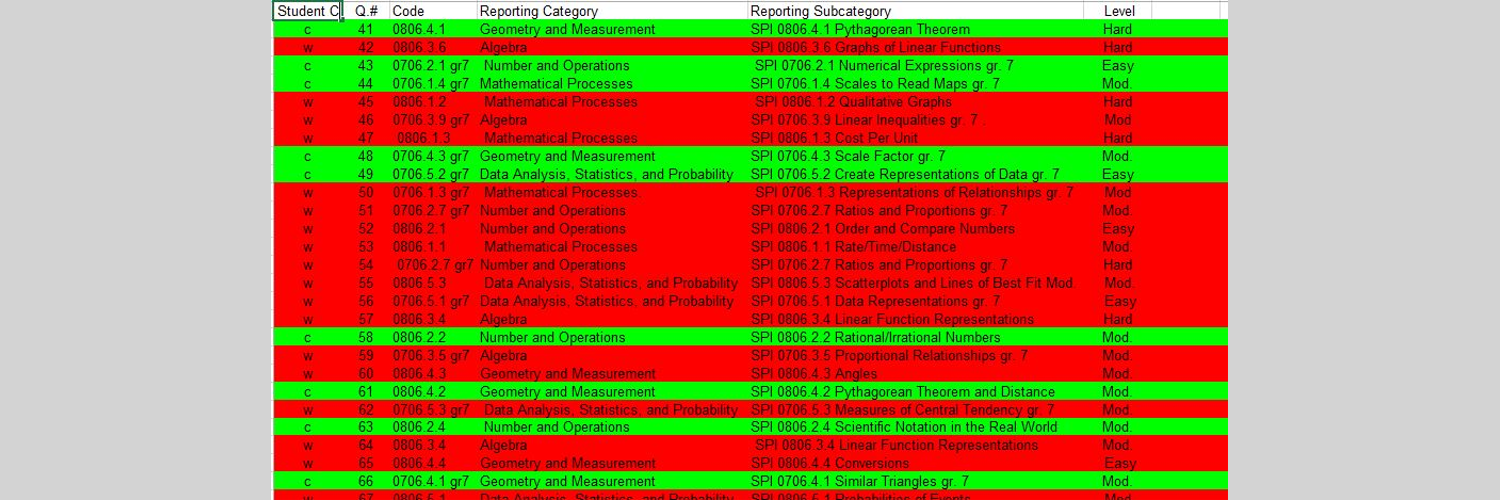 Student C Q.# Code Reporting Category Reporting Subcategory Level
c 41 0806.4.1 Geometry and Measurement SPI 0806.4.1 Pythagorean Theorem Hard
w 42 0806.3.6 Algebra SPI 0806.3.6 Graphs of Linear Functions Hard
c 43 0706.2.1 gr7 Number and Operations SPI 0706.2.1 Numerical Expressions gr. 7 Easy
c 44 0706.1.4 gr7 Mathematical Processes SPI 0706.1.4 Scales to Read Maps gr. 7 Mod.
w 45 0806.1.2 Mathematical Processes SPI 0806.1.2 Qualitative Graphs Hard
w 46 0706.3.9 gr7 Algebra SPI 0706.3.9 Linear Inequalities gr. 7 . Mod
w 47 0806.1.3 Mathematical Processes SPI 0806.1.3 Cost Per Unit Hard
c 48 0706.4.3 gr7 Geometry and Measurement SPI 0706.4.3 Scale Factor gr. 7 Mod.
c 49 0706.5.2 gr7 Data Analysis, Statistics, and Probability SPI 0706.5.2 Create Representations of Data gr. 7 Easy
w 50 0706.1.3 gr7 Mathematical Processes SPI 0706.1.3 Representations of Relationships gr. 7 Mod
w 51 0706.2.7 gr7 Number and Operations SPI 0706.2.7 Ratios and Proportions gr. 7 Mod.
w 52 0806.2.1 Number and Operations SPI 0806.2.1 Order and Compare Numbers Easy
w 53 0806.1.1 Mathematical Processes SPI 0806.1.1 Rate/Time/Distance Mod.
w 54 0706.2.7 gr7 Number and Operations SPI 0706.2.7 Ratios and Proportions gr. 7 Hard
w 55 0806.5.3 Data Analysis, Statistics, and Probability SPI 0806.5.3 Scatterplots and Lines of Best Fit Mod. Mod.
w 56 0706.5.1 gr7 Data Analysis, Statistics, and Probability SPI 0706.5.1 Data Representations gr. 7 Easy
w 57 0806.3.4 Algebra SPI 0806.3.4 Linear Function Representations Hard
c 58 0806.2.2 Number and Operations SPI 0806.2.2 Rational/Irrational Numbers Mod.
w 59 0706.3.5 gr7 Algebra SPI 0706.3.5 Proportional Relationships gr. 7 Mod.
w 60 0806.4.3 Geometry and Measurement SPI 0806.4.3 Angles Mod.
c 61 0806.4.2 Geometry and Measurement SPI 0806.4.2 Pythagorean Theorem and Distance Mod.
w 62 0706.5.3 gr7 Data Analysis, Statistics, and Probability SPI 0706.5.3 Measures of Central Tendency gr. 7 Mod.
c 63 0806.2.4 Number and Operations SPI 0806.2.4 Scientific Notation in the Real World Mod.
w 64 0806.3.4 Algebra SPI 0806.3.4 Linear Function Representations Mod.
w 65 0806.4.4 Geometry and Measurement SPI 0806.4.4 Conversions Easy
c 66 0706.4.1 gr7 Geometry and Measurement SPI 0706.4.1 Similar Triangles gr. 7 Mod.
w 67 0806.5.1 Data Analysis, Statistics, and Probability SPI 0806.5.1 Probabilities of Events Mod.